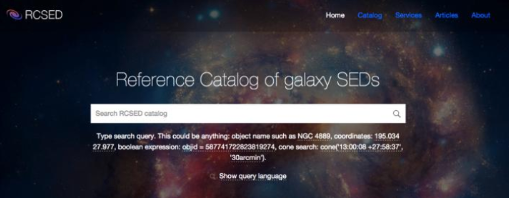 RCSED
Home Catalog Services Articles About
Reference Catalog of galaxy SEDs
Search RCSED catalog
Type search query. This could be anything: object name such as NGC 4889, coordinates: 195.034
27.977, boolean expression: objid = 587741722823819274, cone search: cone('13:00:08 +27:58:37',
'30arcmin').
Show query language